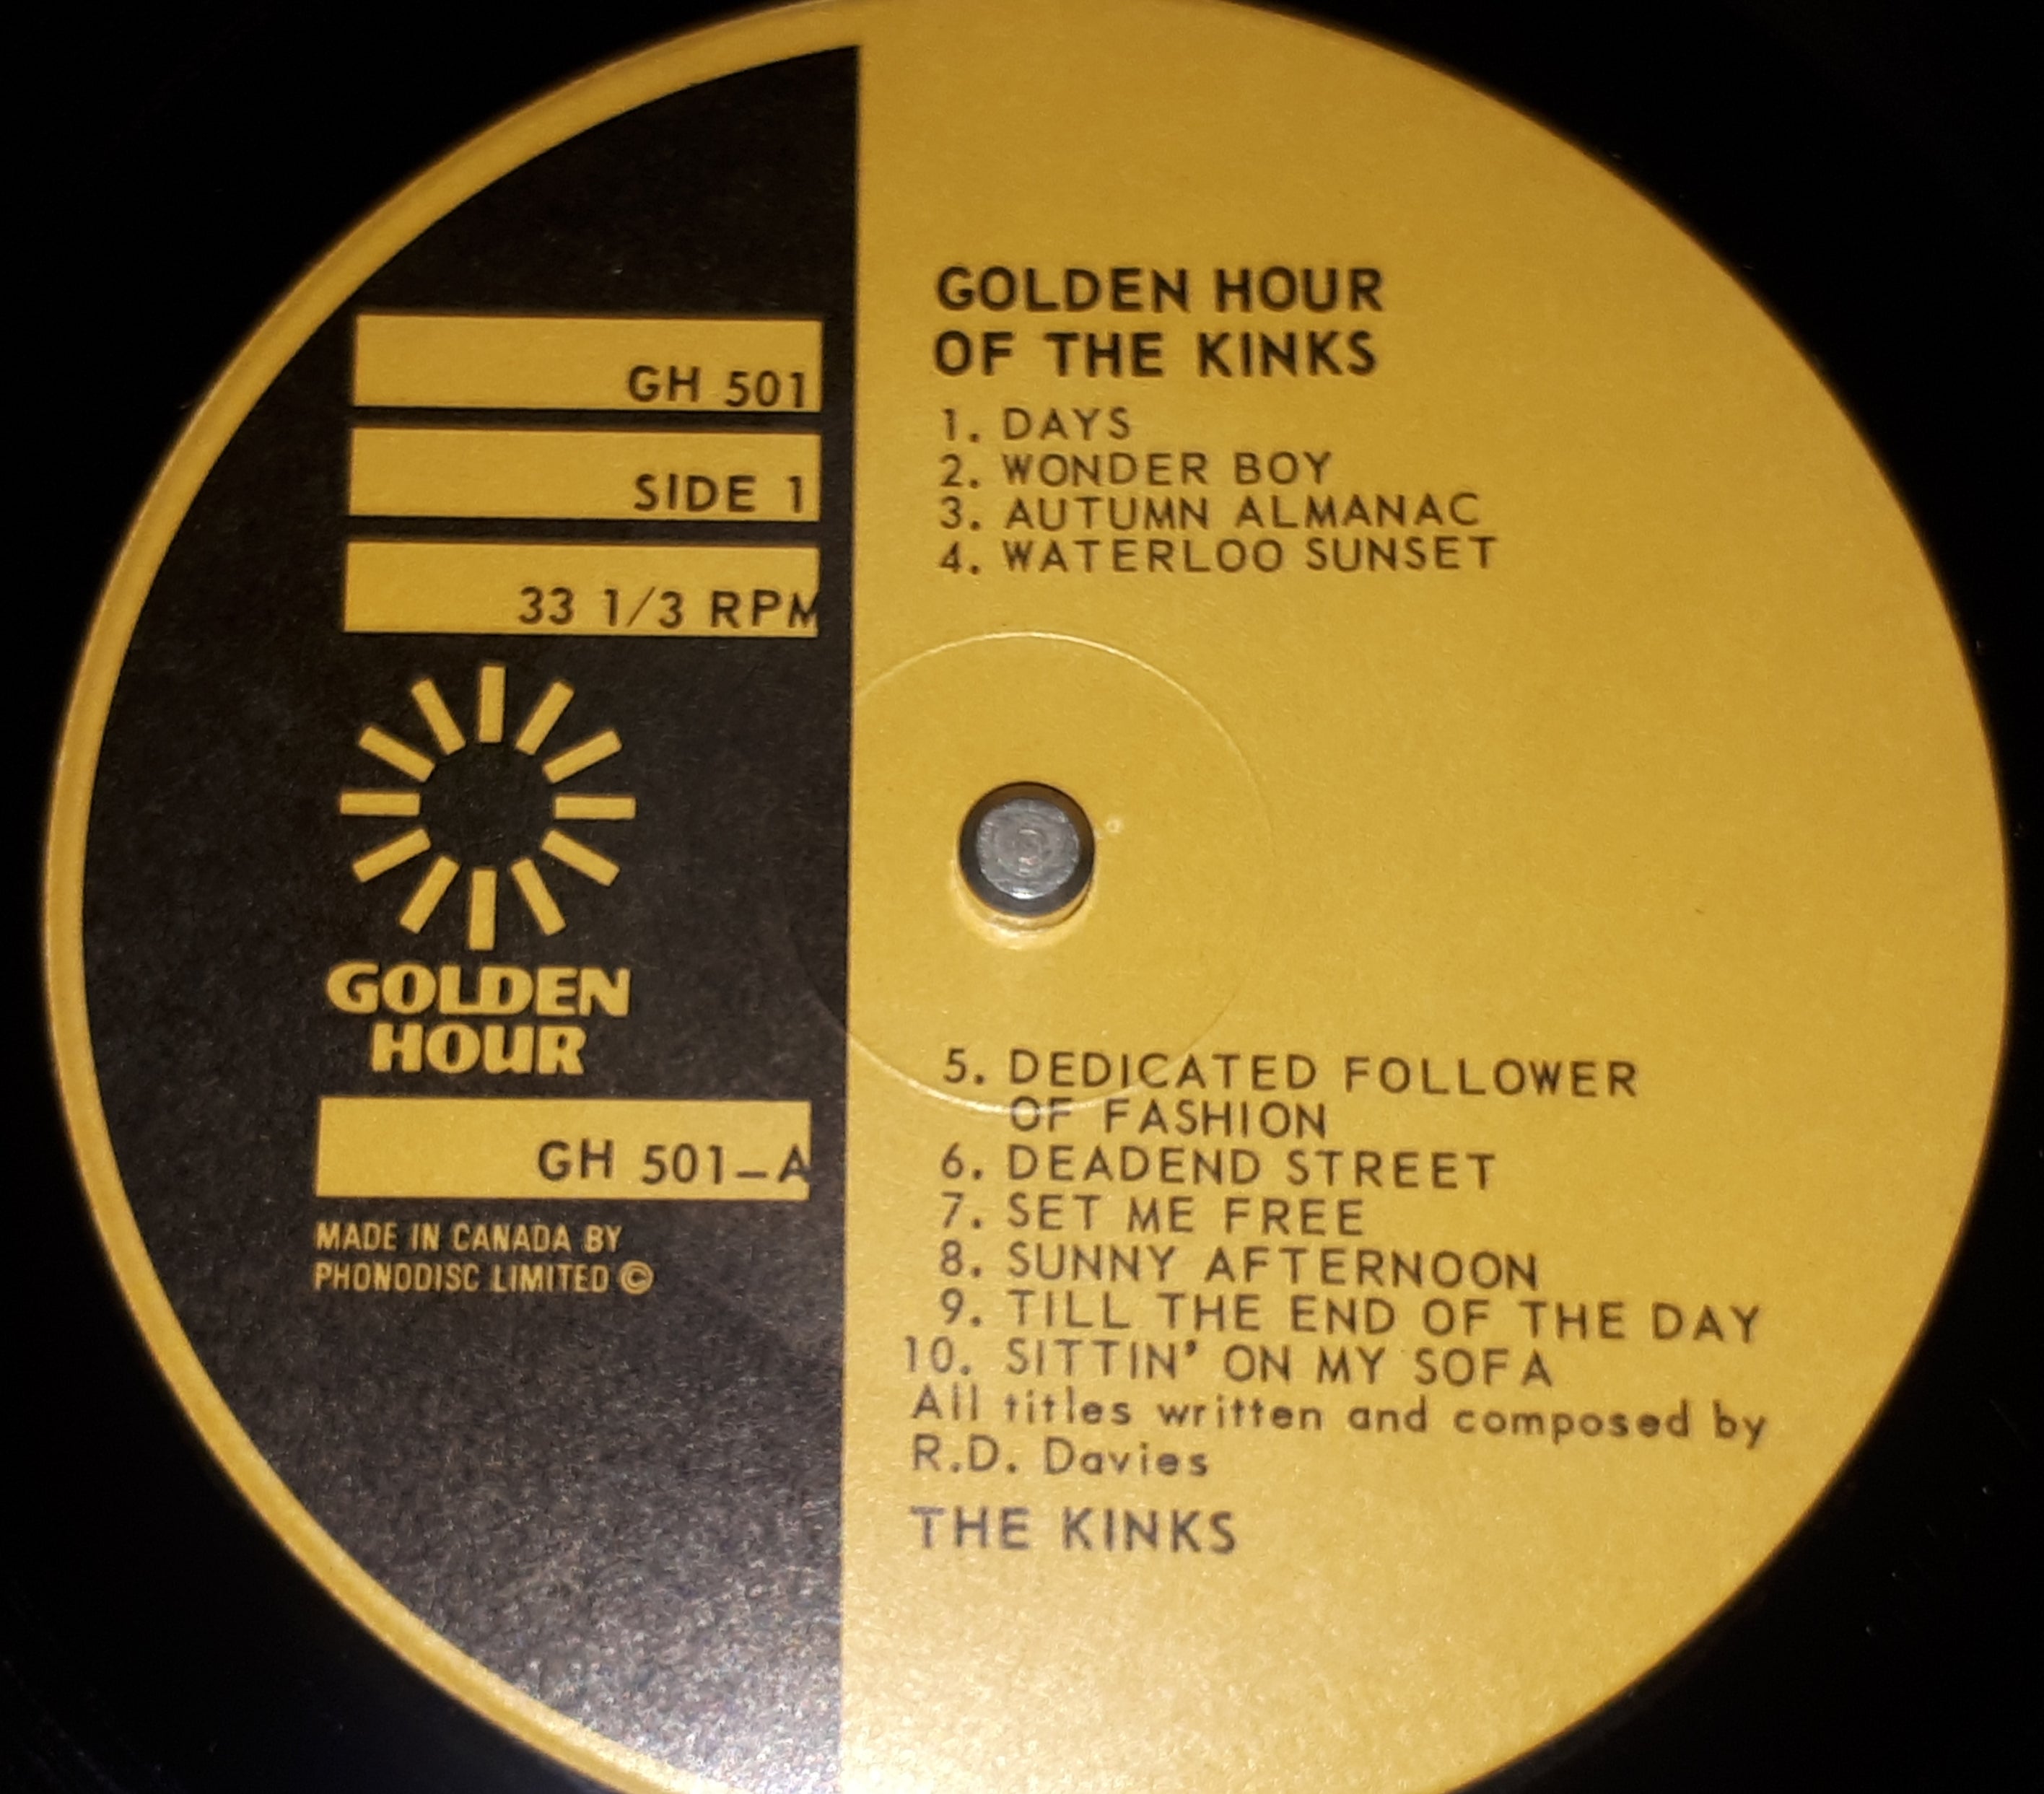 GH 501
SIDE 1
33 1/3 RPM
GOLDEN
HOUR
GH 501-A
MADE IN CANADA BY
PHONODISC LIMITED ©
GOLDEN HOUR
OF THE KINKS
1. DAYS
2. WONDER BOY
3. AUTUMN ALMANAC
4. WATERLOO SUNSET
5. DEDICATED FOLLOWER
OF FASHION
6. DEADEND STREET
7. SET ME FREE
8. SUNNY AFTERNOON
9. TILL THE END OF THE DAY
10. SITTIN' ON MY SOFA
All titles written and composed by
R.D. Davies
THE KINKS